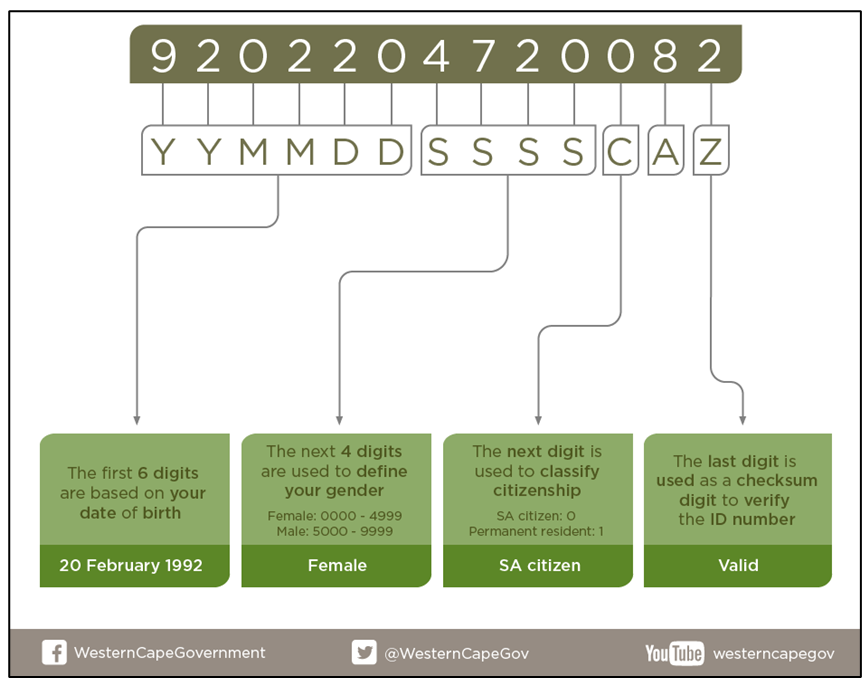 9202204720082
YYMMDD SSSS C A Z
The first 6 digits
are based on your
date of birth
20 February 1992
The next 4 digits
are used to define
your gender
Female: 0000 - 4999
Male: 5000 - 9999
Female
The next digit is
used to classify
citizenship
SA citizen: 0
Permanent resident: 1
SA citizen
The last digit is
used as a checksum
digit to verify
the ID number
Valid
WesternCapeGovernment
@WesternCapeGov
YouTube westerncapegov